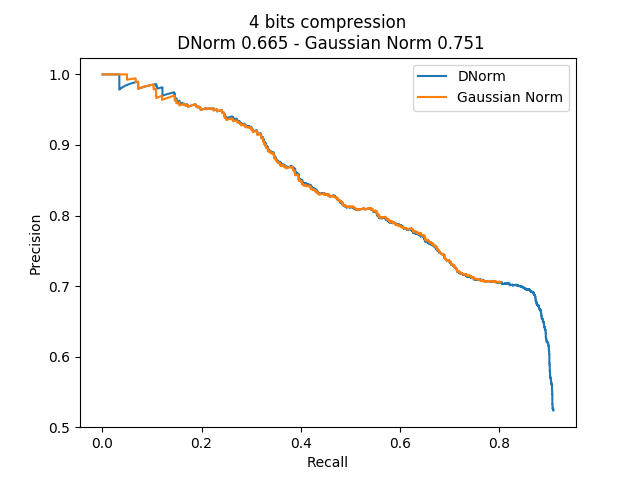 4 bits compression
DNorm 0.665 - Gaussian Norm 0.751
DNorm
Gaussian Norm
1.0
0.9
0.8
0.7
0.6
0.5
Precision
0.0 0.2 0.4 0.6 0.8
Recall